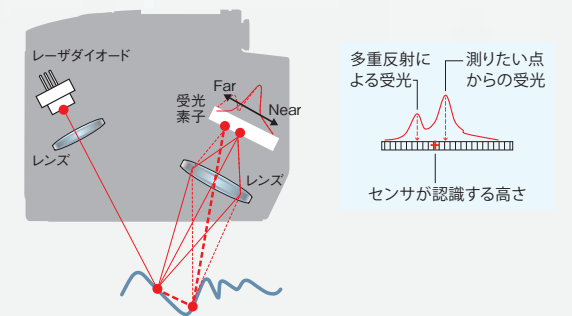 レーザダイオード
レンズ
受光
素子
Far
Near
レンズ
多重反射に
よる受光
測りたい点
からの受光
センサが認識する高さ